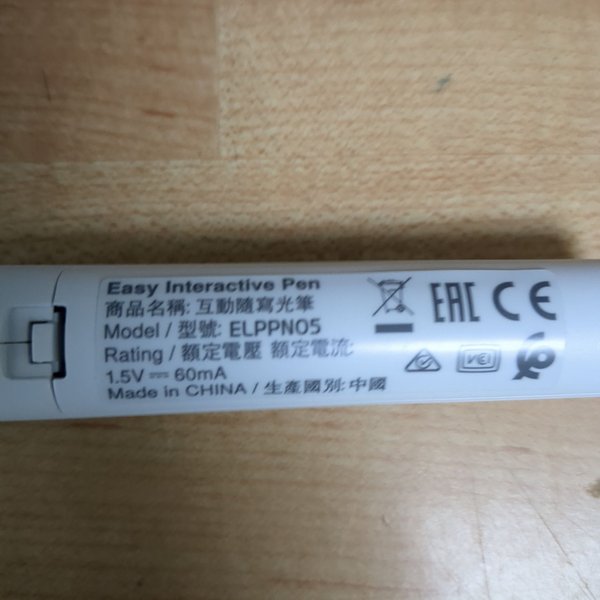 Easy Interactive Pen
商品名稱: 互動隨寫光筆
Model / 型號: ELPPN05
Rating / 額定電壓 額定電流:
1.5V ⎓ 60mA
Made in CHINA / 生產國別: 中國
EAC CE